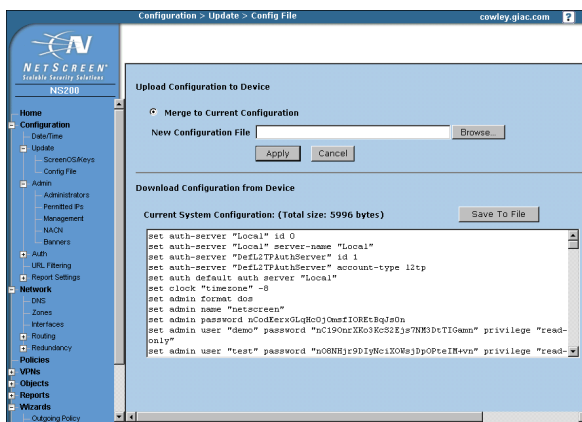 Configuration > Update > Config File
cowley.giac.com
?
N
NETSCREEN
Scalable Security Solutions
NS200
Home
Configuration
Date/Time
Update
ScreenOS/Keys
Config File
Admin
Administrators
Permitted IPs
Management
NACN
Banners
Auth
URL Filtering
Report Settings
Network
DNS
Zones
Interfaces
Routing
Redundancy
Policies
VPNs
Objects
Reports
Wizards
Outgoing Policy
Upload Configuration to Device
Merge to Current Configuration
New Configuration File
Browse...
Apply
Cancel
Download Configuration from Device
Current System Configuration: (Total size: 5996 bytes)
Save To File
set auth-server "Local" id 0
set auth-server "Local" server-name "Local"
set auth-server "DefL2TPAuthServer" id 1
set auth-server "DefL2TPAuthServer" account-type l2tp
set auth default auth server "Local"
set clock "timezone" -8
set admin format dos
set admin name "netscreen"
set admin password
set admin user "demo" password privilege "read-
only"
set admin user "test" password privilege "read-